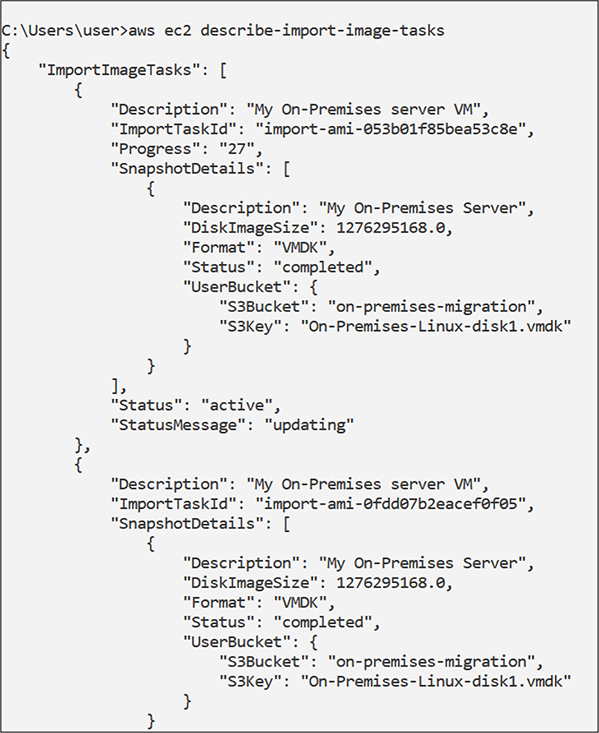 C:\Users\user>aws ec2 describe-import-image-tasks
{
    "ImportImageTasks": [
        {
            "Description": "My On-Premises server VM",
            "ImportTaskId": "import-ami-053b01f85bea53c8e",
            "Progress": "27",
            "SnapshotDetails": [
                {
                    "Description": "My On-Premises Server",
                    "DiskImageSize": 1276295168.0,
                    "Format": "VMDK",
                    "Status": "completed",
                    "UserBucket": {
                        "S3Bucket": "on-premises-migration",
                        "S3Key": "On-Premises-Linux-disk1.vmdk"
                    }
                }
            ],
            "Status": "active",
            "StatusMessage": "updating"
        },
        {
            "Description": "My On-Premises server VM",
            "ImportTaskId": "import-ami-0fdd07b2eacef0f05",
            "SnapshotDetails": [
                {
                    "Description": "My On-Premises Server",
                    "DiskImageSize": 1276295168.0,
                    "Format": "VMDK",
                    "Status": "completed",
                    "UserBucket": {
                        "S3Bucket": "on-premises-migration",
                        "S3Key": "On-Premises-Linux-disk1.vmdk"
                    }
                }